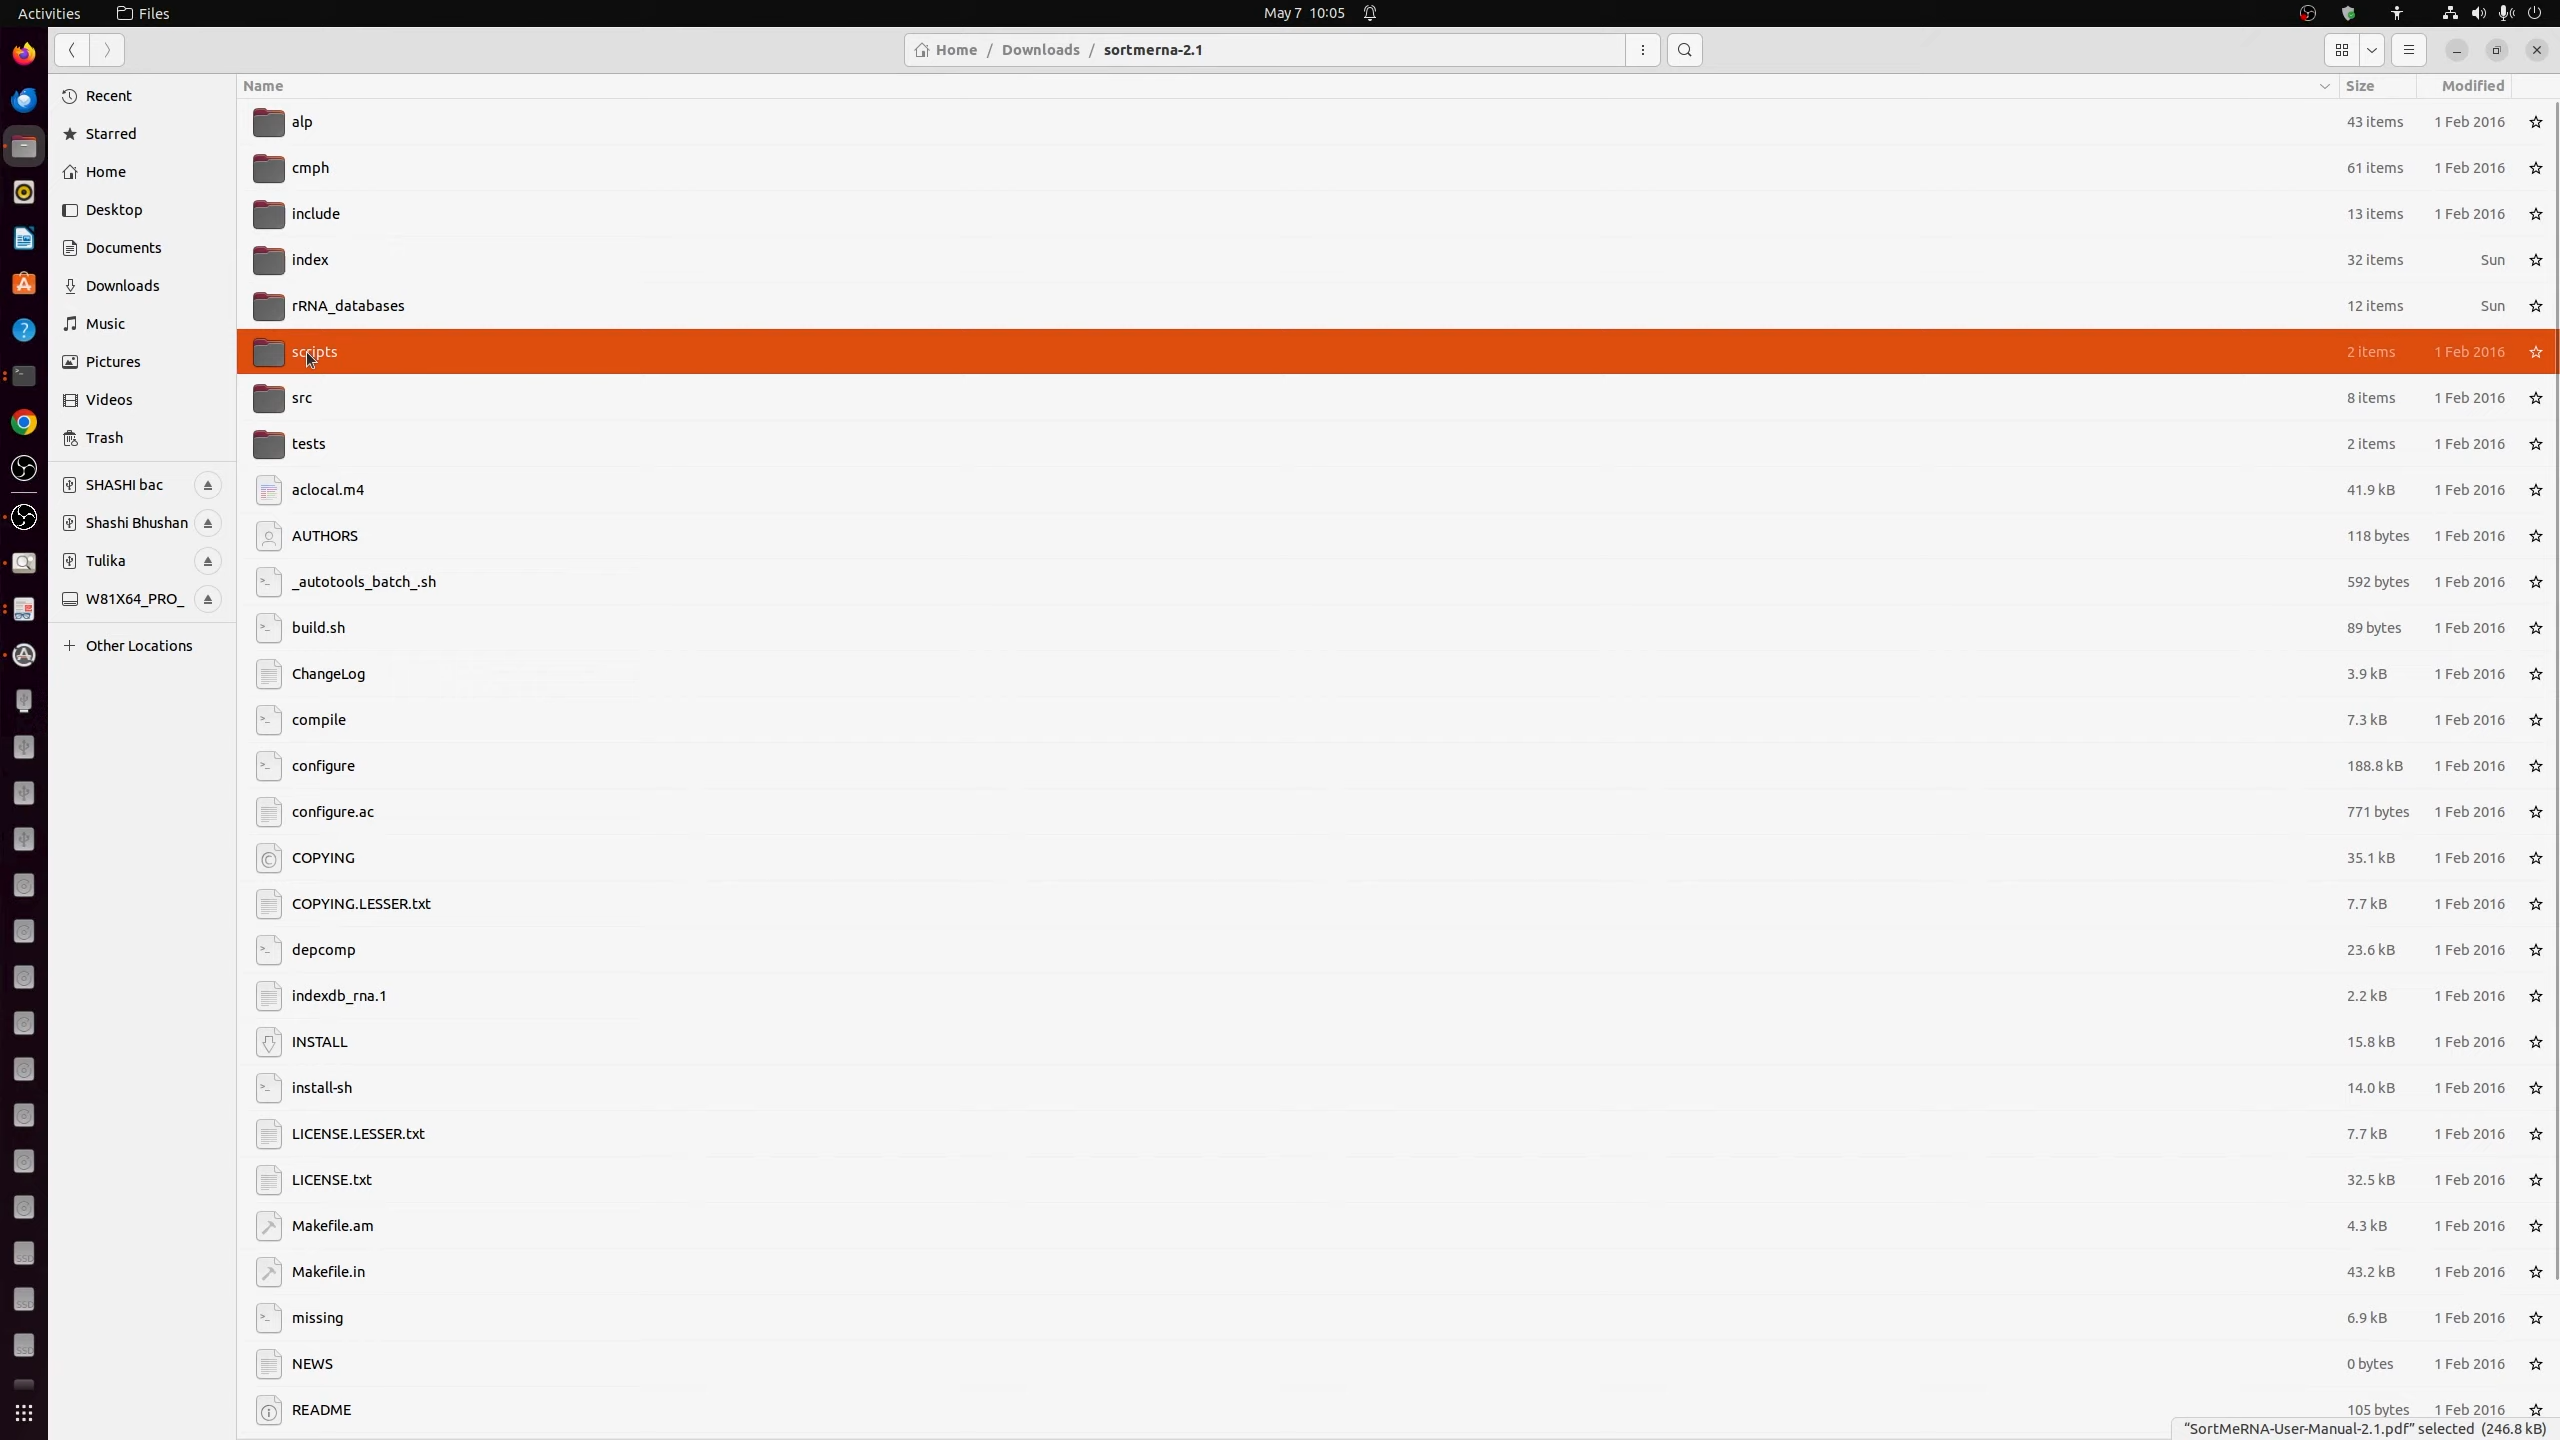 Activities Files May 7 10:05
Home / Downloads / sortmerna-2.1
Name Size Modified
Recent
Starred
Home
Desktop
Documents
Downloads
Music
Pictures
Videos
Trash
SHASHI bac
Shashi Bhushan
Tulika
W81X64_PRO_
+ Other Locations
alp 43 items 1 Feb 2016
cmph 61 items 1 Feb 2016
include 13 items 1 Feb 2016
index 32 items Sun
rRNA_databases 12 items Sun
scripts 2 items 1 Feb 2016
src 8 items 1 Feb 2016
tests 2 items 1 Feb 2016
aclocal.m4 41.9 kB 1 Feb 2016
AUTHORS 118 bytes 1 Feb 2016
_autotools_batch_.sh 592 bytes 1 Feb 2016
build.sh 89 bytes 1 Feb 2016
ChangeLog 3.9 kB 1 Feb 2016
compile 7.3 kB 1 Feb 2016
configure 188.8 kB 1 Feb 2016
configure.ac 771 bytes 1 Feb 2016
COPYING 35.1 kB 1 Feb 2016
COPYING.LESSER.txt 7.7 kB 1 Feb 2016
depcomp 23.6 kB 1 Feb 2016
indexdb_rna.1 2.2 kB 1 Feb 2016
INSTALL 15.8 kB 1 Feb 2016
install-sh 14.0 kB 1 Feb 2016
LICENSE.LESSER.txt 7.7 kB 1 Feb 2016
LICENSE.txt 32.5 kB 1 Feb 2016
Makefile.am 4.3 kB 1 Feb 2016
Makefile.in 43.2 kB 1 Feb 2016
missing 6.9 kB 1 Feb 2016
NEWS 0 bytes 1 Feb 2016
README 105 bytes 1 Feb 2016
“SortMeRNA-User-Manual-2.1.pdf” selected (246.8 kB)
SSD
SSD
SSD